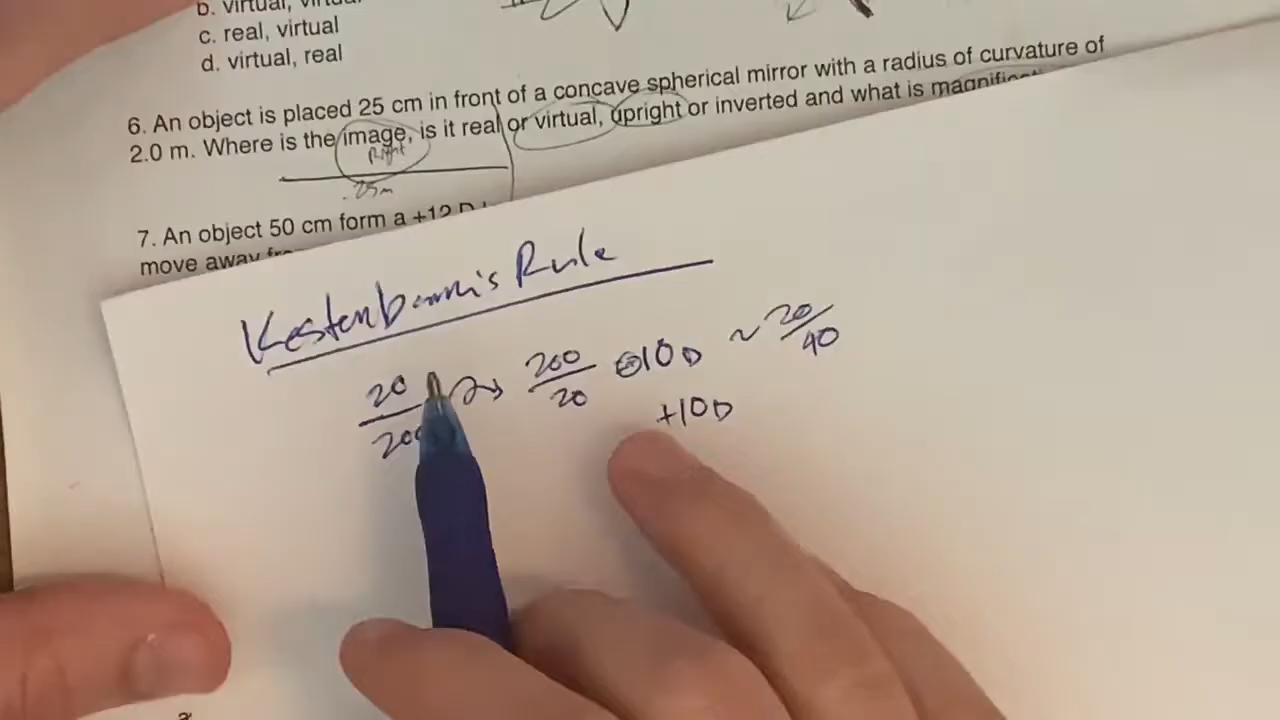 b. virtual, virtual
c. real, virtual
d. virtual, real
6. An object is placed 25 cm in front of a concave spherical mirror with a radius of curvature of
2.0 m. Where is the image, is it real or virtual, upright or inverted and what is
Right
.25m
7. An object 50 cm form a +12 D
move away
Kestenbaum's Rule
20/200 → 200/20 10D ~ 20/40
+10D